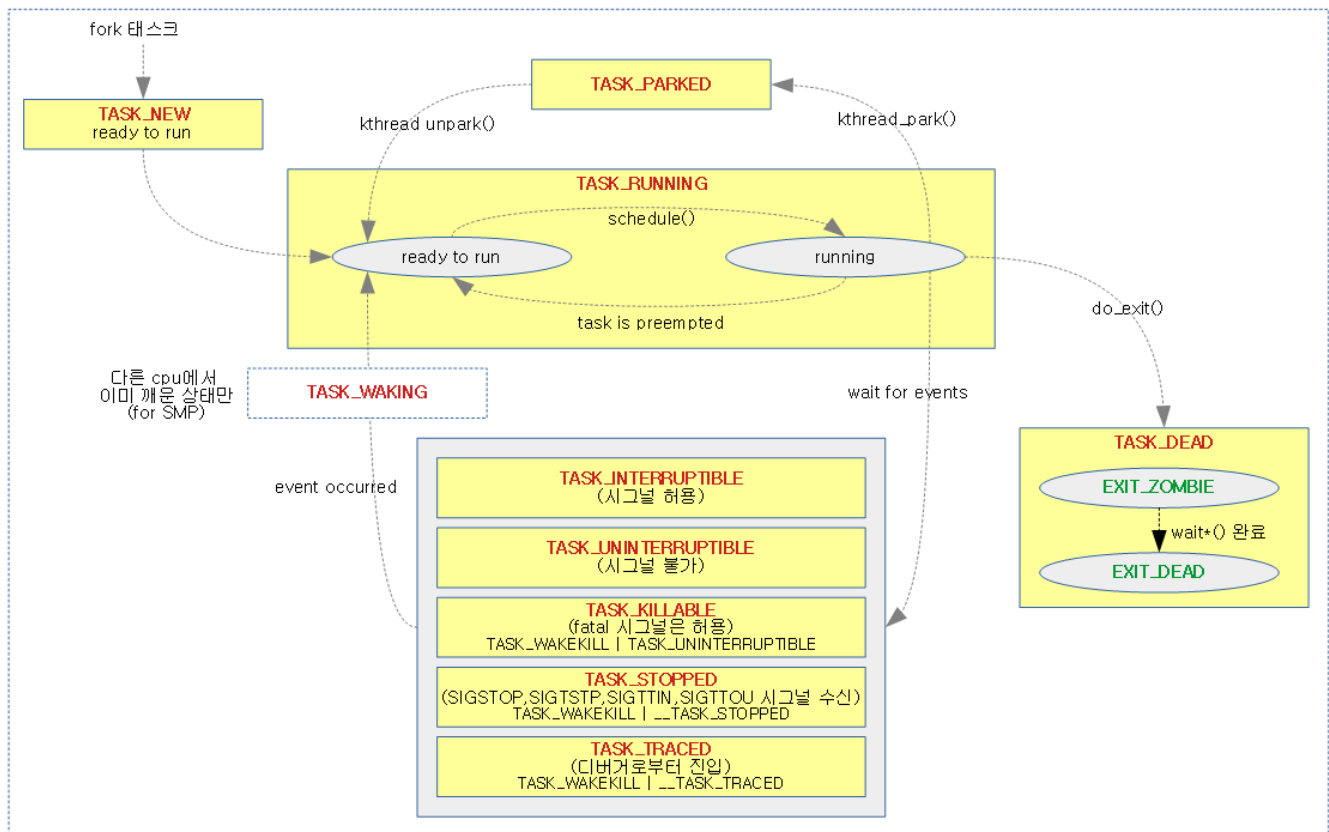 fork 태스크
TASK_NEW
ready to run
TASK_PARKED
kthread unpark()
kthread_park()
TASK_RUNNING
schedule()
ready to run
running
task is preempted
do_exit()
다른 cpu에서
이미 깨운 상태만
(for SMP)
TASK_WAKING
wait for events
event occurred
TASK_INTERRUPTIBLE
(시그널 허용)
TASK_UNINTERRUPTIBLE
(시그널 불가)
TASK_KILLABLE
(fatal 시그널은 허용)
TASK_WAKEKILL | TASK_UNINTERRUPTIBLE
TASK_STOPPED
(SIGSTOP,SIGTSTP,SIGTTIN,SIGTTOU 시그널 수신)
TASK_WAKEKILL | __TASK_STOPPED
TASK_TRACED
(디버거로부터 진입)
TASK_WAKEKILL | __TASK_TRACED
TASK_DEAD
EXIT_ZOMBIE
wait*() 완료
EXIT_DEAD